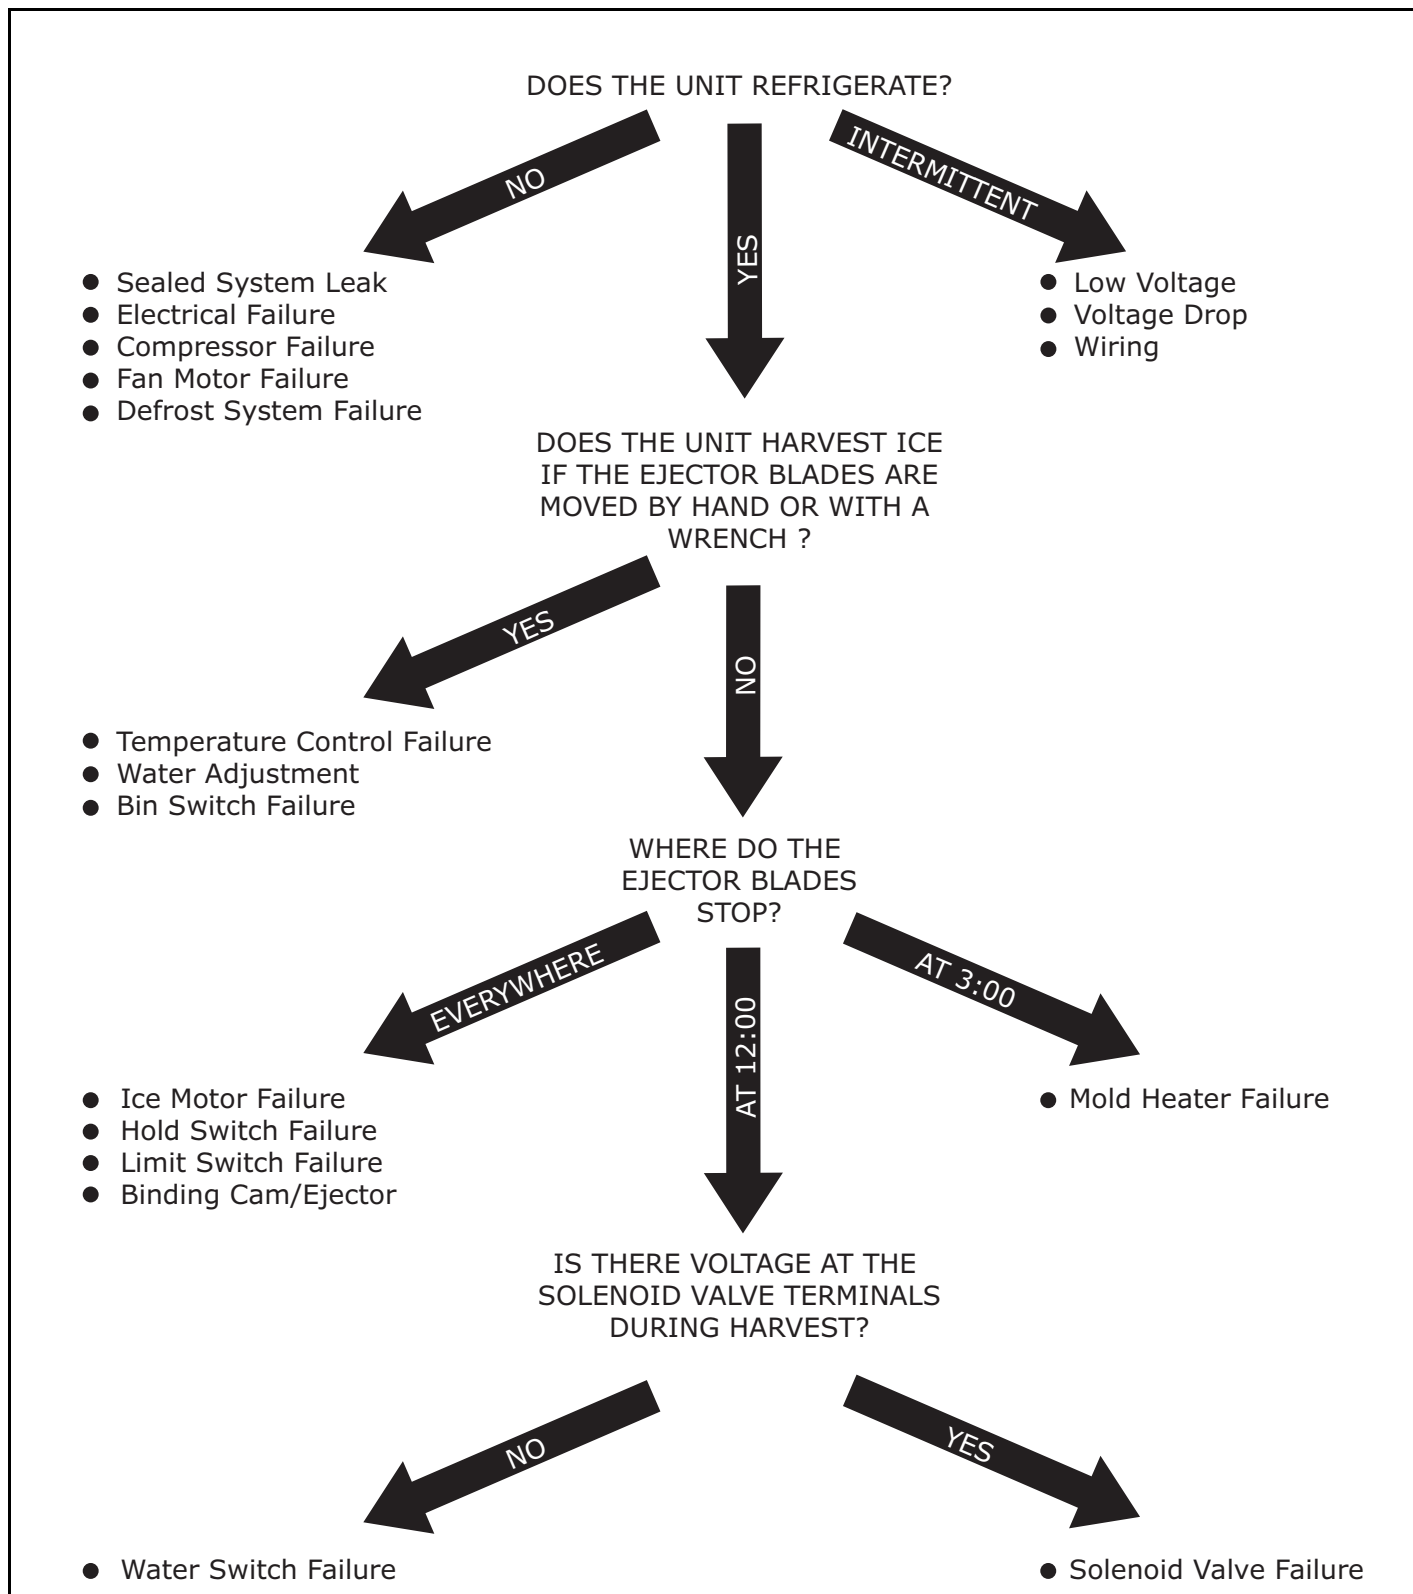 DOES THE UNIT REFRIGERATE?
NO
YES
INTERMITTENT
● Sealed System Leak
● Electrical Failure
● Compressor Failure
● Fan Motor Failure
● Defrost System Failure
● Low Voltage
● Voltage Drop
● Wiring
DOES THE UNIT HARVEST ICE
IF THE EJECTOR BLADES ARE
MOVED BY HAND OR WITH A
WRENCH ?
YES
NO
● Temperature Control Failure
● Water Adjustment
● Bin Switch Failure
WHERE DO THE
EJECTOR BLADES
STOP?
EVERYWHERE
AT 12:00
AT 3:00
● Ice Motor Failure
● Hold Switch Failure
● Limit Switch Failure
● Binding Cam/Ejector
● Mold Heater Failure
IS THERE VOLTAGE AT THE
SOLENOID VALVE TERMINALS
DURING HARVEST?
NO
YES
● Water Switch Failure
● Solenoid Valve Failure